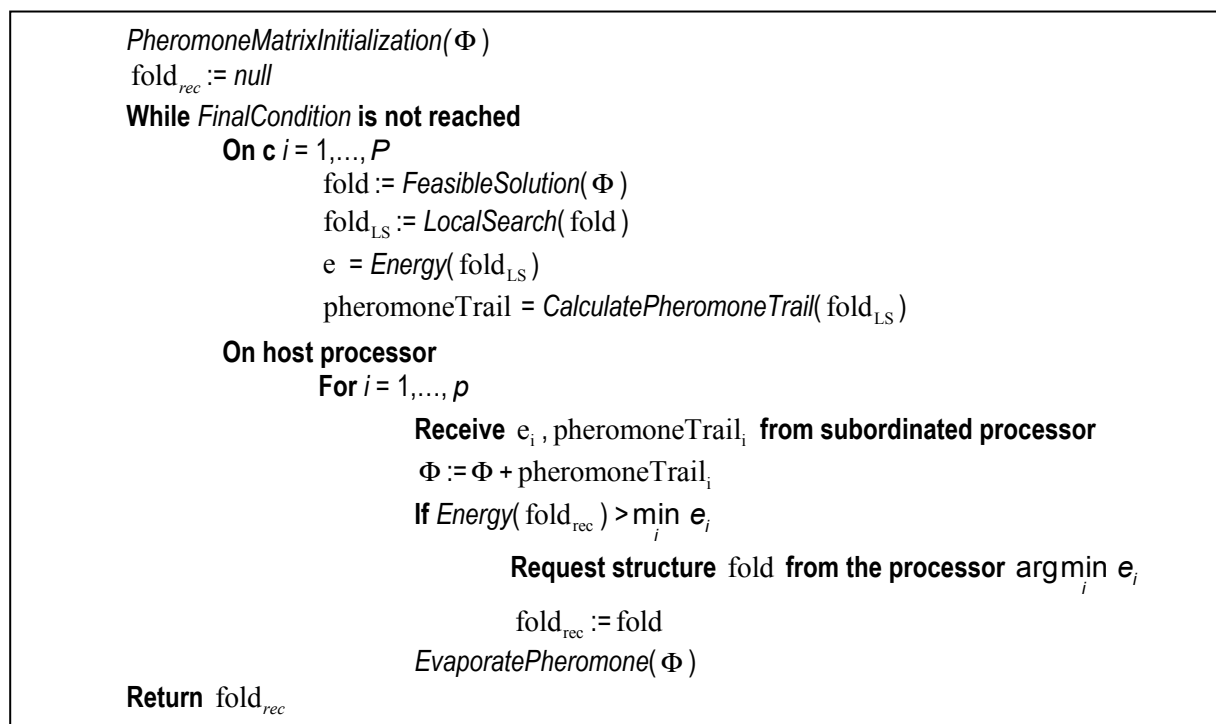 PheromoneMatrixInitialization(Φ)
fold_rec := null
While FinalCondition is not reached
On c i = 1,..., P
fold := FeasibleSolution(Φ)
fold_LS := LocalSearch(fold)
e = Energy(fold_LS)
pheromoneTrail = CalculatePheromoneTrail(fold_LS)
On host processor
For i = 1,..., p
Receive e_i, pheromoneTrail_i from subordinated processor
Φ := Φ + pheromoneTrail_i
If Energy(fold_rec) > min_i e_i
Request structure fold from the processor argmin_i e_i
fold_rec := fold
EvaporatePheromone(Φ)
Return fold_rec